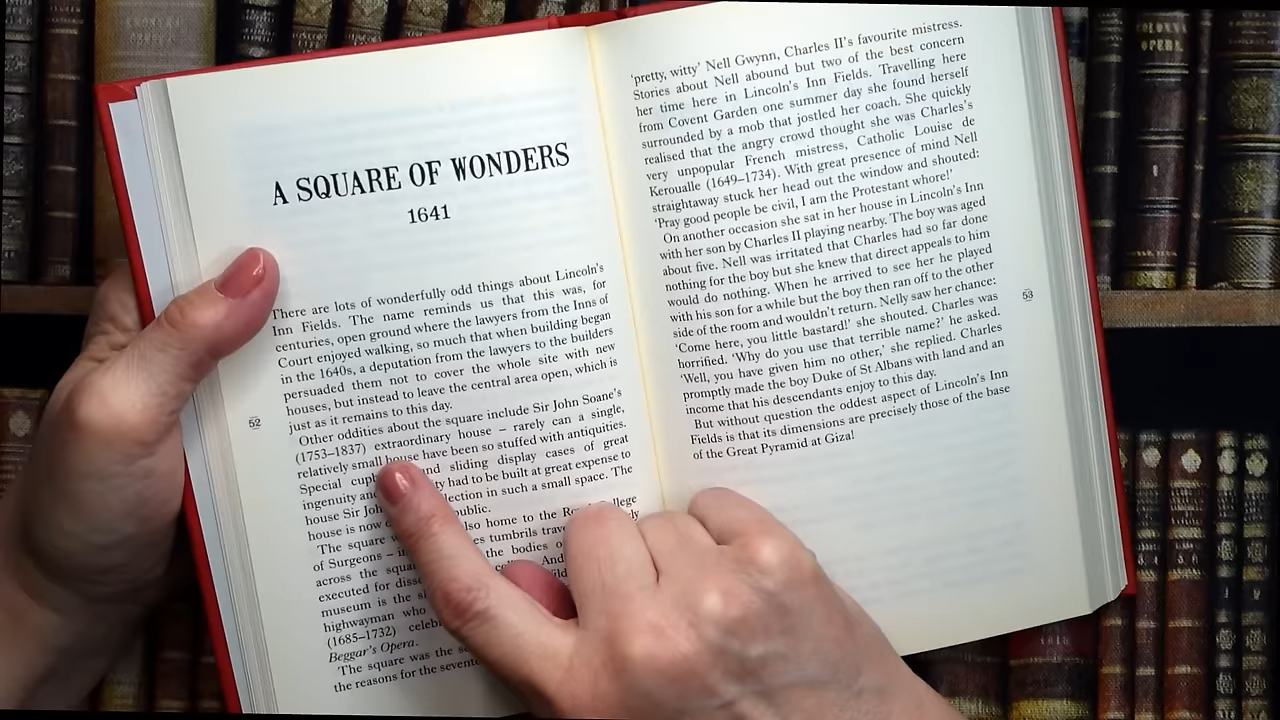 A SQUARE OF WONDERS
1641
There are lots of wonderfully odd things about Lincoln's
Inn Fields. The name reminds us that this was, for
centuries, open ground where the lawyers from the Inns of
Court enjoyed walking, so much that when building began
in the 1640s, a deputation from the lawyers to the builders
persuaded them not to cover the whole site with new
houses, but instead to leave the central area open, which is
just as it remains to this day.
Other oddities about the square include Sir John Soane's
(1753–1837) extraordinary house – rarely can a single,
relatively small house have been so stuffed with antiquities.
Special and sliding display cases of great
ingenuity and had to be built at great expense to
house Sir in such a small space. The
house is now public.
The square also home to the
of Surgeons – tumbrils
across the the bodies
executed for And
museum is the
highwayman who
(1685–1732)
Beggar's Opera.
The square was the
the reasons for the
52
'pretty, witty' Nell Gwynn, Charles II's favourite mistress.
Stories about Nell abound but two of the best concern
her time here in Lincoln's Inn Fields. Travelling here
from Covent Garden one summer day she found herself
surrounded by a mob that jostled her coach. She quickly
realised that the angry crowd thought she was Charles's
very unpopular French mistress, Catholic Louise de
Keroualle (1649–1734). With great presence of mind Nell
straightaway stuck her head out the window and shouted:
'Pray good people be civil, I am the Protestant whore!'
On another occasion she sat in her house in Lincoln's Inn
with her son by Charles II playing nearby. The boy was aged
about five. Nell was irritated that Charles had so far done
nothing for the boy but she knew that direct appeals to him
would do nothing. When he arrived to see her he played
with his son for a while but the boy then ran off to the other
side of the room and wouldn't return. Nelly saw her chance:
'Come here, you little bastard!' she shouted. Charles was
horrified. 'Why do you use that terrible name?' he asked.
'Well, you have given him no other,' she replied. Charles
promptly made the boy Duke of St Albans with land and an
income that his descendants enjoy to this day.
But without question the oddest aspect of Lincoln's Inn
Fields is that its dimensions are precisely those of the base
of the Great Pyramid at Giza!
53